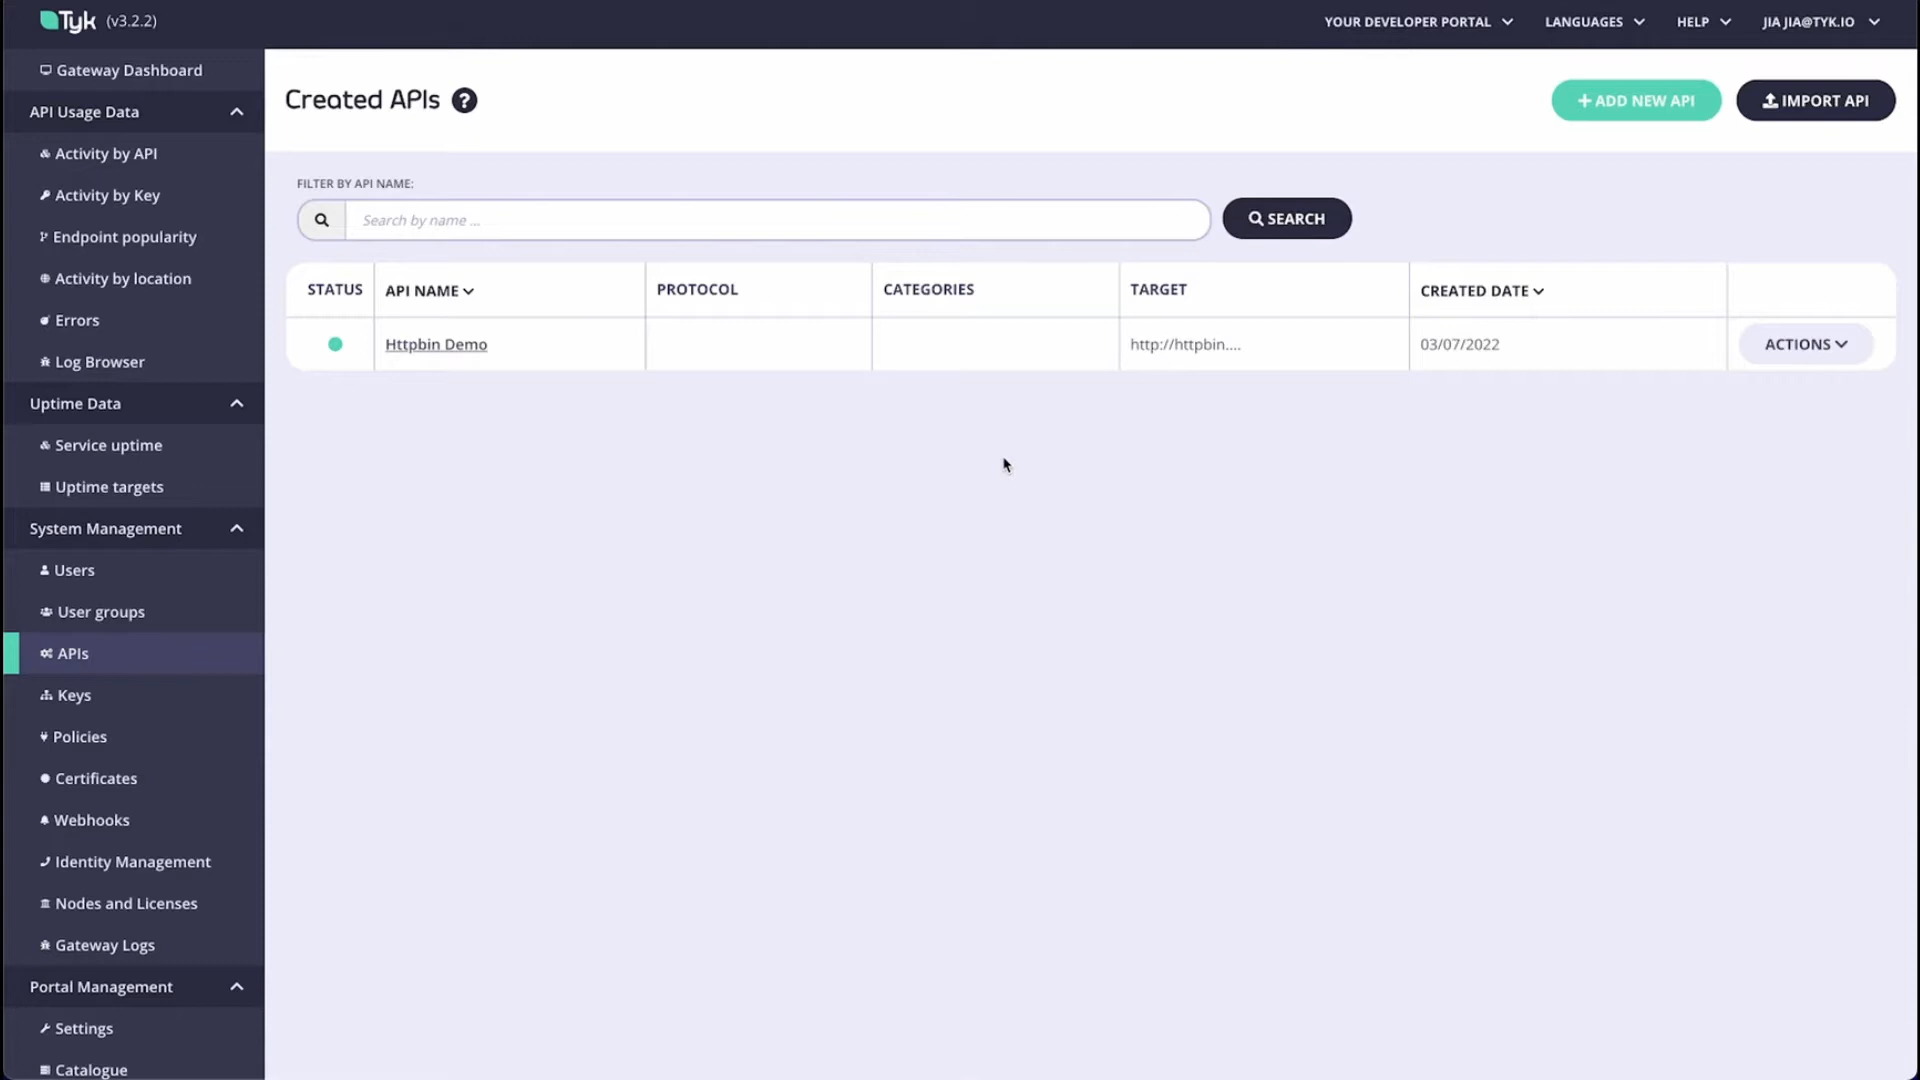 Tyk (v3.2.2)
YOUR DEVELOPER PORTAL
LANGUAGES
HELP
JIA JIA@TYK.IO
Gateway Dashboard
API Usage Data
Activity by API
Activity by Key
Endpoint popularity
Activity by location
Errors
Log Browser
Uptime Data
Service uptime
Uptime targets
System Management
Users
User groups
APIs
Keys
Policies
Certificates
Webhooks
Identity Management
Nodes and Licenses
Gateway Logs
Portal Management
Settings
Catalogue
Created APIs ?
+ ADD NEW API
IMPORT API
FILTER BY API NAME:
Search by name ...
SEARCH
STATUS API NAME PROTOCOL CATEGORIES TARGET CREATED DATE
Httpbin Demo http://httpbin.... 03/07/2022 ACTIONS